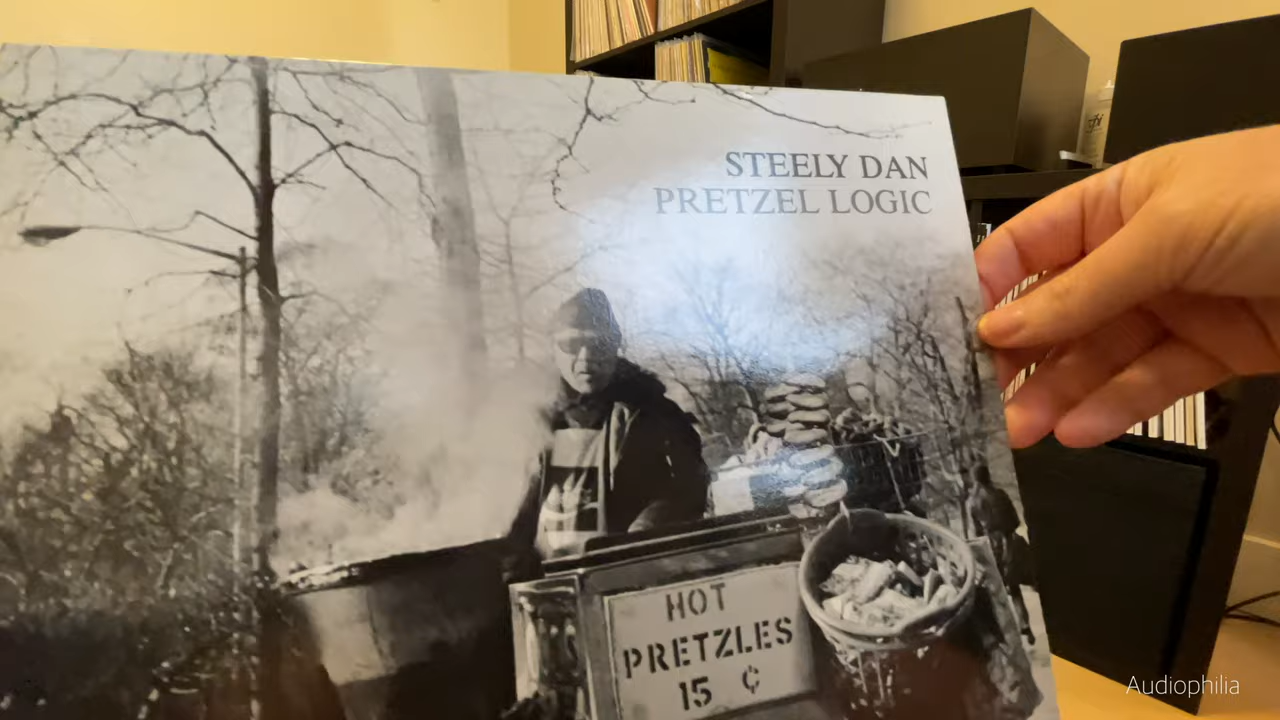 STEELY DAN
PRETZEL LOGIC
HOT
PRETZLES
15 ¢
Audiophilia